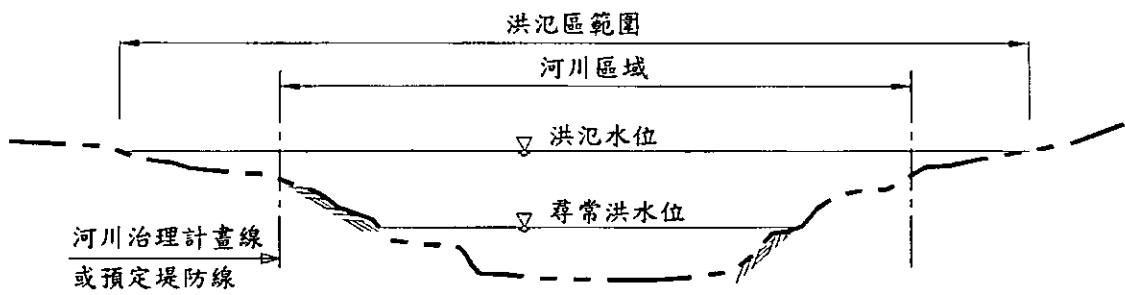 洪氾區範圍
河川區域
洪氾水位
尋常洪水位
河川治理計畫線
或預定堤防線